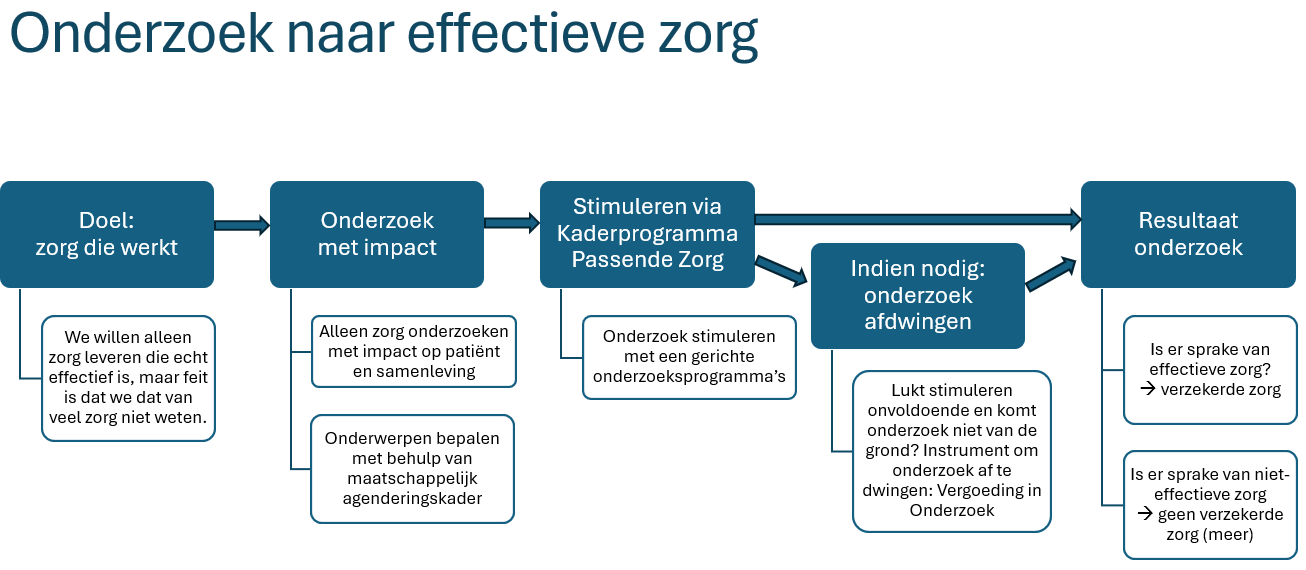 Onderzoek naar effectieve zorg
Doel:
zorg die werkt
We willen alleen
zorg leveren die echt
effectief is, maar feit
is dat we dat van
veel zorg niet weten.
Onderzoek
met impact
Alleen zorg onderzoeken
met impact op patiënt
en samenleving
Onderwerpen bepalen
met behulp van
maatschappelijk
agenderingskader
Stimuleren via
Kaderprogramma
Passende Zorg
Onderzoek stimuleren
met een gerichte
onderzoeksprogramma’s
Indien nodig:
onderzoek
afdwingen
Lukt stimuleren
onvoldoende en komt
onderzoek niet van de
grond? Instrument om
onderzoek af te
dwingen: Vergoeding in
Onderzoek
Resultaat
onderzoek
Is er sprake van
effectieve zorg?
→ verzekerde zorg
Is er sprake van niet-
effectieve zorg
→ geen verzekerde
zorg (meer)